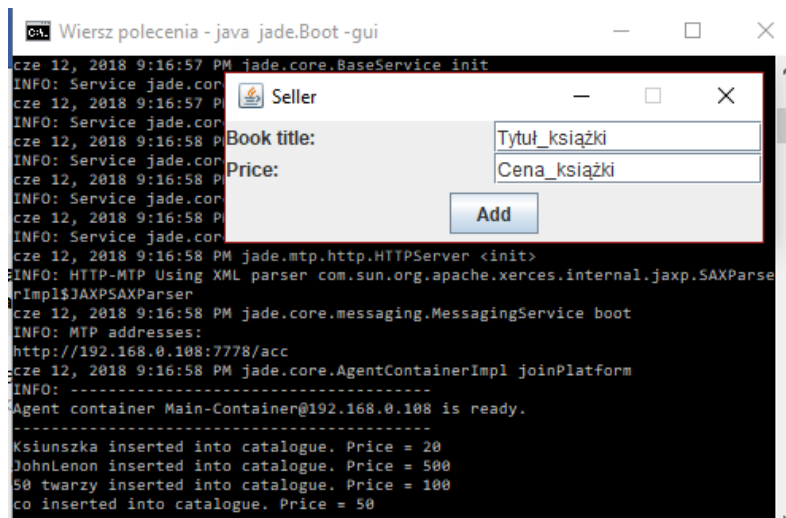 Wiersz polecenia - java jade.Boot -gui
cze 12, 2018 9:16:57 PM jade.core.BaseService init
INFO: Service jade.cor
cze 12, 2018 9:16:57 P
INFO: Service jade.cor
cze 12, 2018 9:16:58 P
INFO: Service jade.cor
cze 12, 2018 9:16:58 P
INFO: Service jade.cor
cze 12, 2018 9:16:58 P
INFO: Service jade.cor
Seller
Book title: Tytuł_książki
Price: Cena_książki
Add
cze 12, 2018 9:16:58 PM jade.mtp.http.HTTPServer <init>
INFO: HTTP-MTP Using XML parser com.sun.org.apache.xerces.internal.jaxp.SAXParse
rImpl$JAXPSAXParser
cze 12, 2018 9:16:58 PM jade.core.messaging.MessagingService boot
INFO: MTP addresses:
http://192.168.0.108:7778/acc
cze 12, 2018 9:16:58 PM jade.core.AgentContainerImpl joinPlatform
INFO: --------------------------------------
Agent container Main-Container@192.168.0.108 is ready.
--------------------------------------------
Ksiunszka inserted into catalogue. Price = 20
JohnLenon inserted into catalogue. Price = 500
50 twarzy inserted into catalogue. Price = 100
co inserted into catalogue. Price = 50